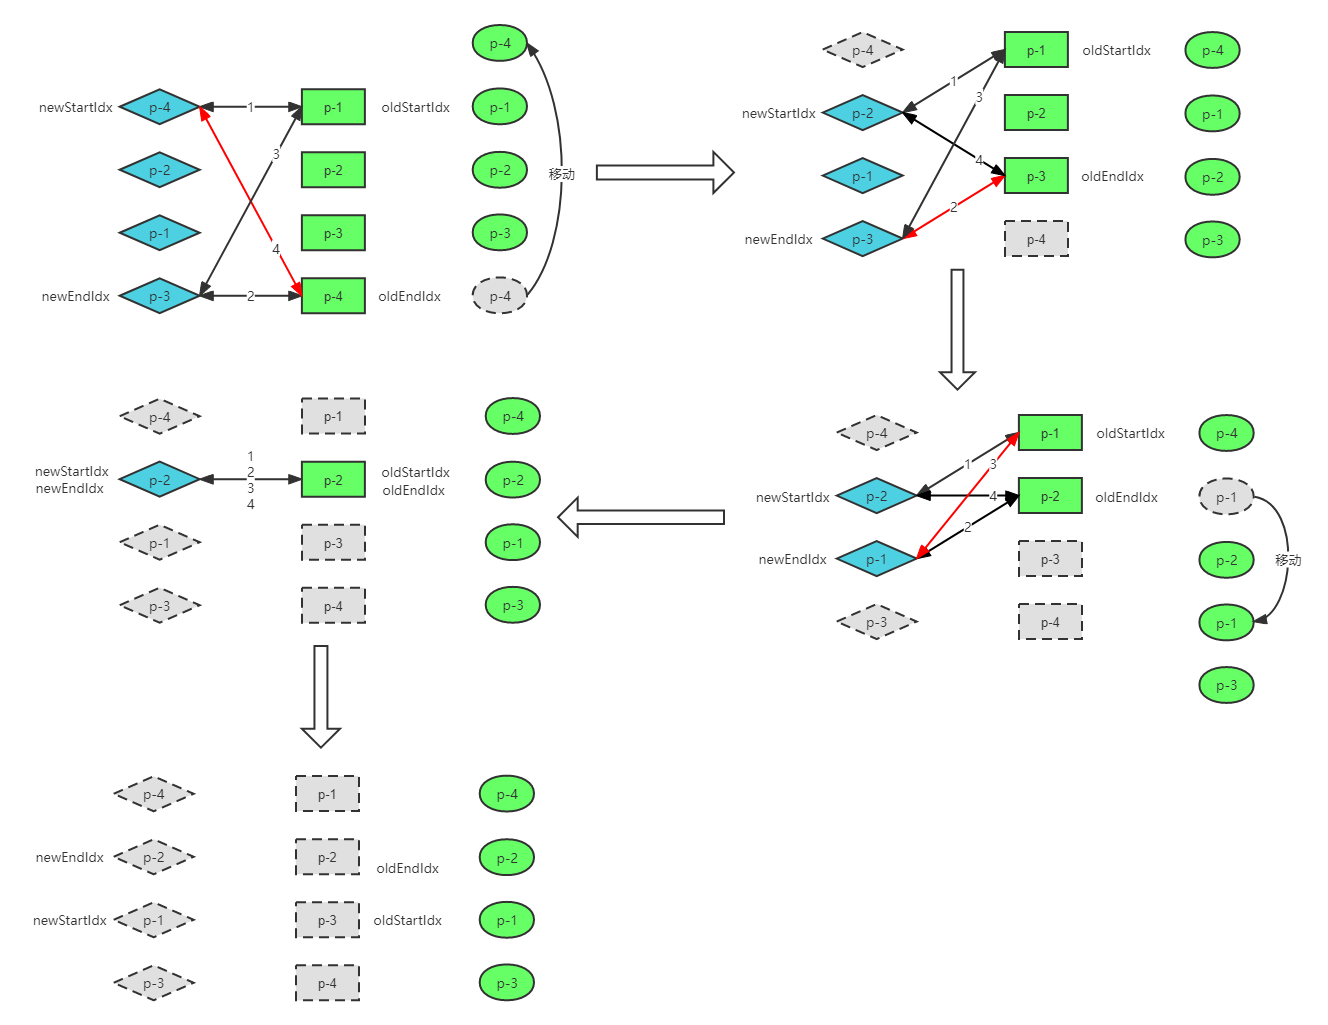 p-4
newStartIdx
p-4
1
p-1
oldStartIdx
p-1
3
p-2
p-2
p-2
移动
p-1
p-3
p-3
4
newEndIdx
p-3
2
p-4
oldEndIdx
p-4
p-4
p-1
oldStartIdx
p-4
1
3
newStartIdx
p-2
p-2
p-1
4
p-1
p-3
oldEndIdx
p-2
2
newEndIdx
p-3
p-4
p-3
p-4
p-1
oldStartIdx
p-4
1
3
newStartIdx
p-2
4
p-2
oldEndIdx
p-1
2
newEndIdx
p-1
p-3
p-2
移动
p-3
p-4
p-1
p-3
p-4
p-1
p-4
1
newStartIdx
newEndIdx
p-2
2
3
4
p-2
oldStartIdx
oldEndIdx
p-2
p-1
p-3
p-1
p-3
p-4
p-3
p-4
p-1
p-4
newEndIdx
p-2
p-2
oldEndIdx
p-2
newStartIdx
p-1
p-3
oldStartIdx
p-1
p-3
p-4
p-3